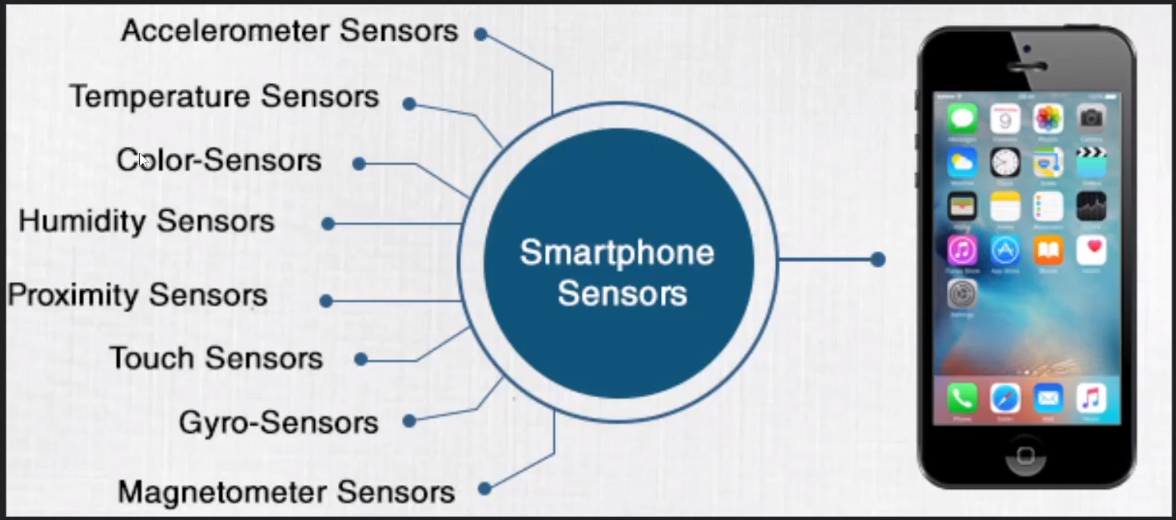 Accelerometer Sensors
Temperature Sensors
Color-Sensors
Humidity Sensors
Proximity Sensors
Touch Sensors
Gyro-Sensors
Magnetometer Sensors
Smartphone
Sensors
9